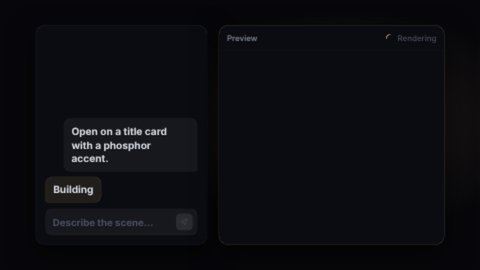 Open on a title card
with a phosphor
accent.
Building
Describe the scene...
Preview
Rendering